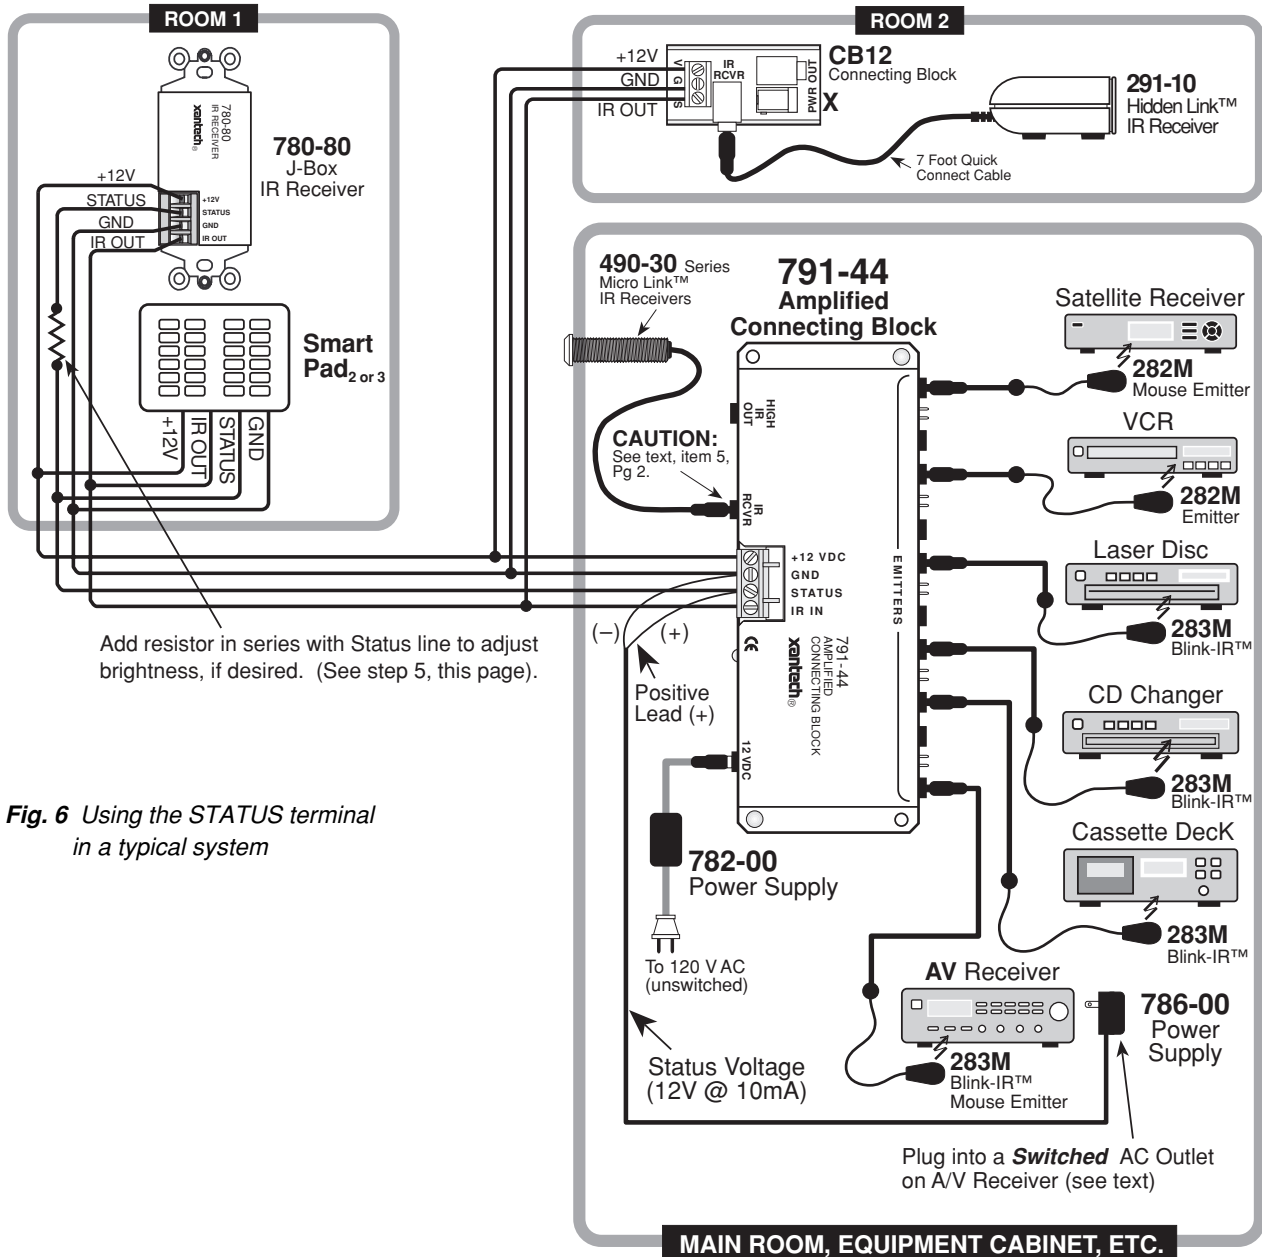 ROOM 1
780-80
IR RECEIVER
xantech®
780-80
J-Box
IR Receiver
+12V
STATUS
GND
IR OUT
+12V
STATUS
GND
IR OUT
Smart
Pad2 or 3
+12V
IR OUT
STATUS
GND
ROOM 2
+12V
GND
IR OUT
V
G
S
IR
RCVR
PWR OUT
CB12
Connecting Block
X
291-10
Hidden Link™
IR Receiver
7 Foot Quick
Connect Cable
490-30 Series
Micro Link™
IR Receivers
791-44
Amplified
Connecting Block
HIGH
IR
OUT
CAUTION:
See text, item 5,
Pg 2.
IR
RCVR
+12 VDC
GND
STATUS
IR IN
EMITTERS
(–)
(+)
Positive
Lead (+)
CE
791-44
AMPLIFIED
CONNECTING BLOCK
xantech®
12 VDC
Add resistor in series with Status line to adjust
brightness, if desired. (See step 5, this page).
Fig. 6 Using the STATUS terminal
in a typical system
782-00
Power Supply
To 120 V AC
(unswitched)
Status Voltage
(12V @ 10mA)
Satellite Receiver
282M
Mouse Emitter
VCR
282M
Emitter
Laser Disc
283M
Blink-IR™
CD Changer
283M
Blink-IR™
Cassette DecK
283M
Blink-IR™
AV Receiver
283M
Blink-IR™
Mouse Emitter
786-00
Power
Supply
Plug into a Switched AC Outlet
on A/V Receiver (see text)
MAIN ROOM, EQUIPMENT CABINET, ETC.